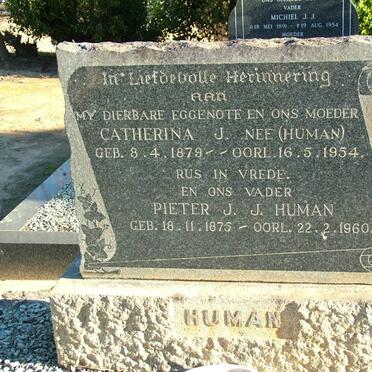 VADER
MICHIEL J. J.
In Liefdevolle Herinnering
aan
MY DIERBARE EGGENOTE EN ONS MOEDER
CATHERINA J. NEE (HUMAN)
GEB. 8. 4. 1879 -- OORL. 16. 5. 1954.
RUS IN VREDE.
EN ONS VADER
PIETER J. J. HUMAN
GEB. 18. 11. 1875 - OORL. 22. 2. 1960.
HUMAN